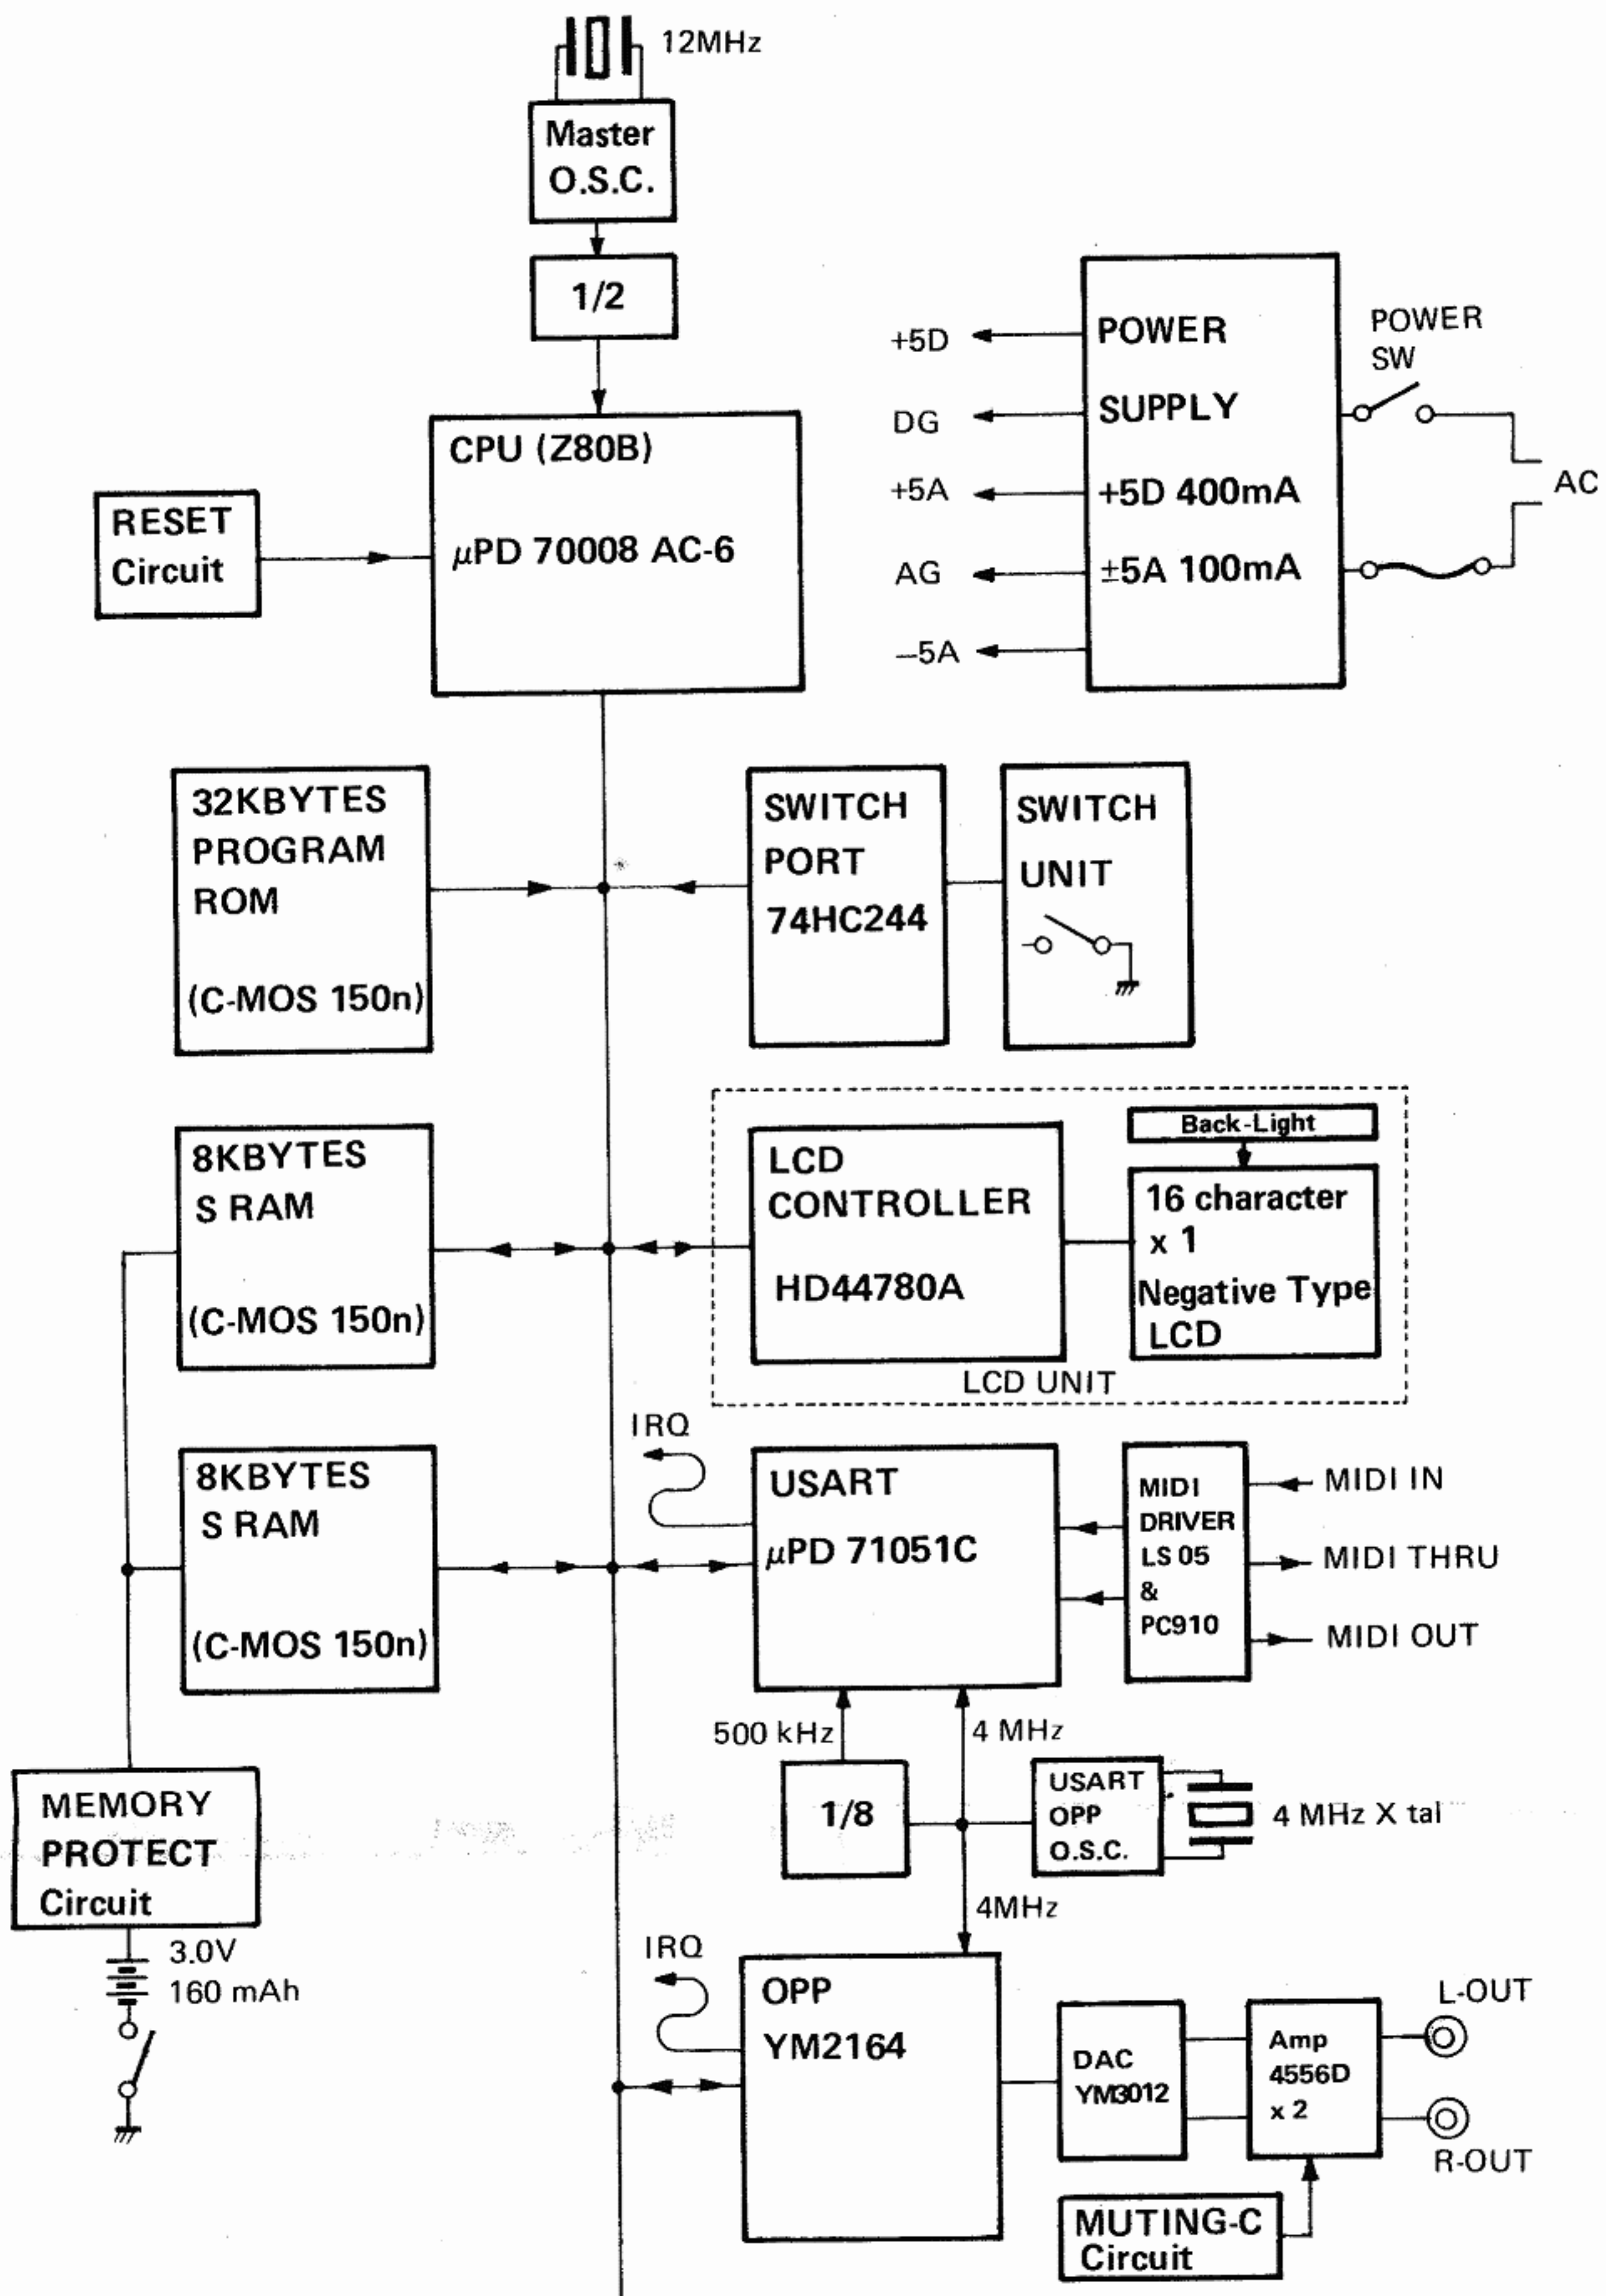 12MHz
Master
O.S.C.
1/2
CPU (Z80B)
µPD 70008 AC-6
RESET
Circuit
POWER
SUPPLY
+5D 400mA
±5A 100mA
+5D
DG
+5A
AG
–5A
POWER
SW
AC
32KBYTES
PROGRAM
ROM
(C-MOS 150n)
SWITCH
PORT
74HC244
SWITCH
UNIT
8KBYTES
S RAM
(C-MOS 150n)
LCD
CONTROLLER
HD44780A
Back-Light
16 character
x 1
Negative Type
LCD
LCD UNIT
8KBYTES
S RAM
(C-MOS 150n)
IRQ
USART
µPD 71051C
MIDI
DRIVER
LS 05
&
PC910
MIDI IN
MIDI THRU
MIDI OUT
500 kHz
4 MHz
1/8
USART
OPP
O.S.C.
4 MHz X tal
4MHz
MEMORY
PROTECT
Circuit
3.0V
160 mAh
IRQ
OPP
YM2164
DAC
YM3012
Amp
4556D
x 2
L-OUT
R-OUT
MUTING-C
Circuit